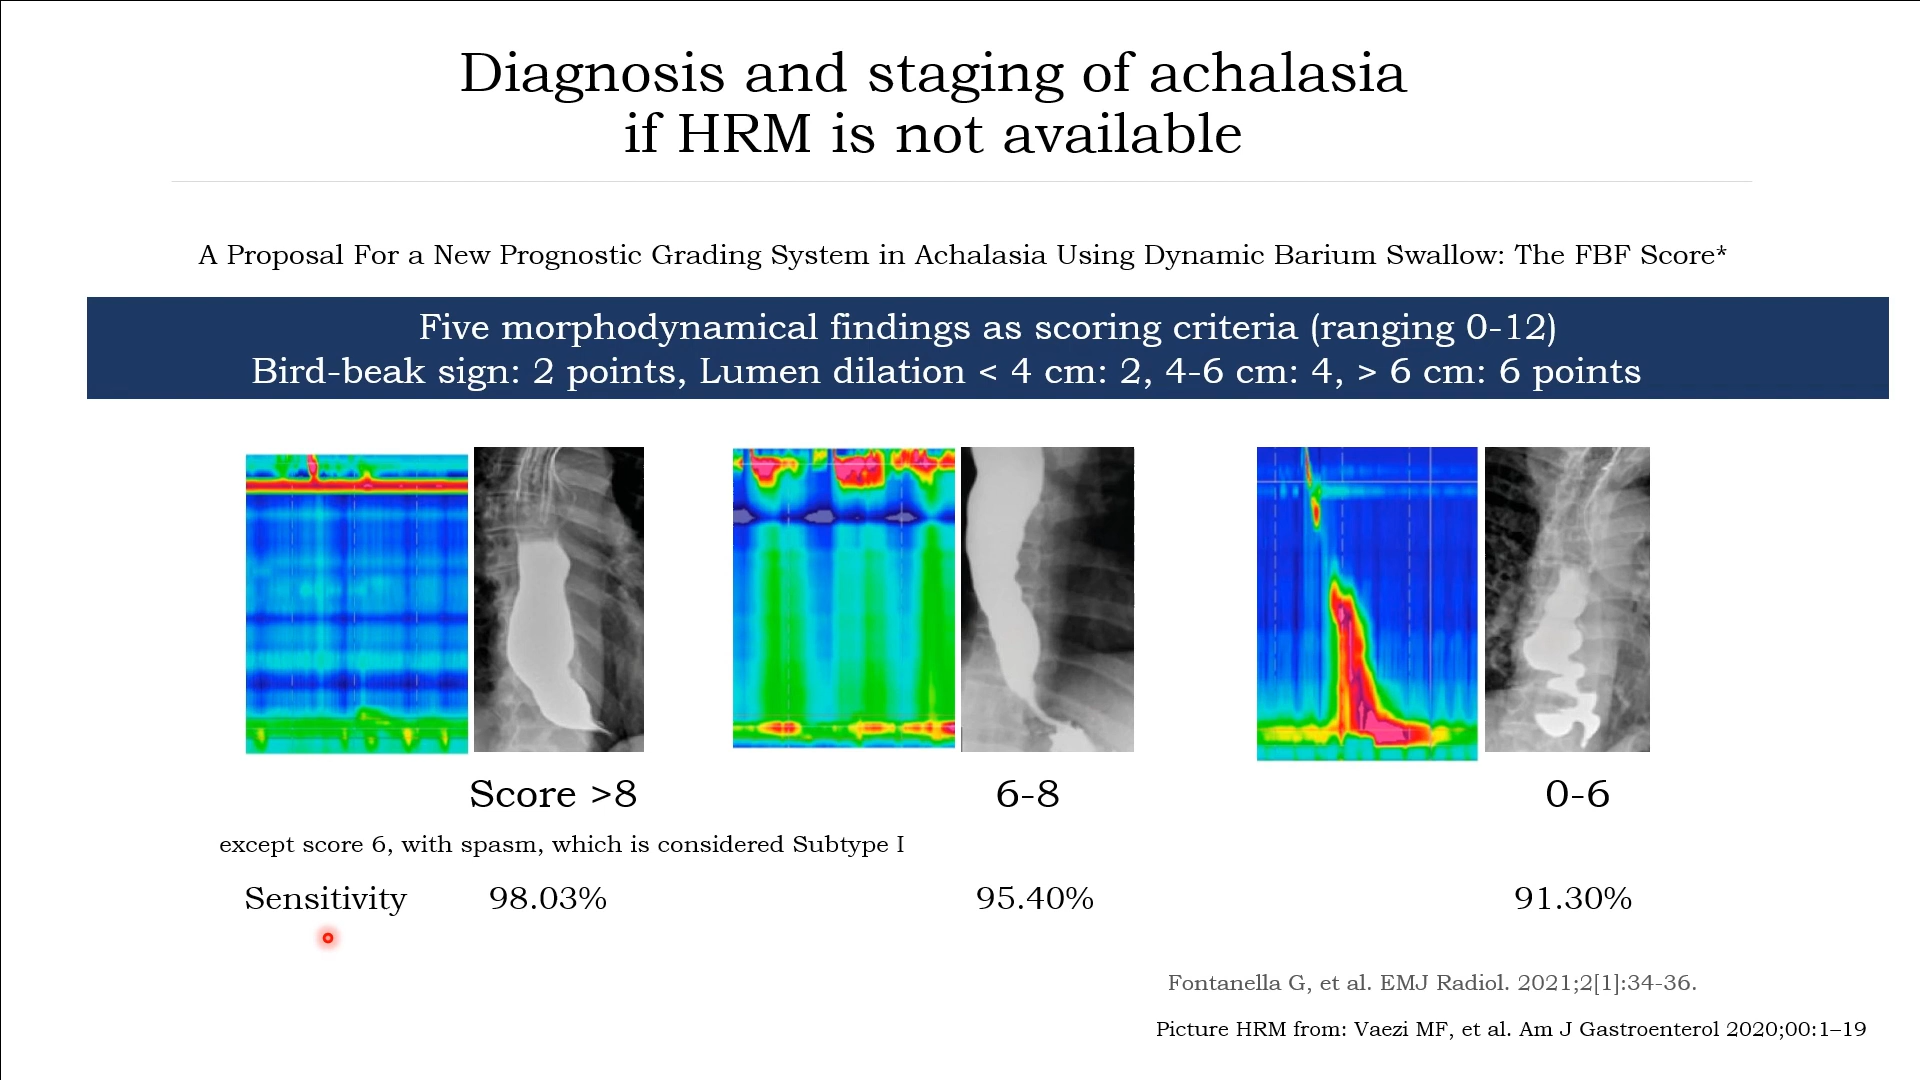 Diagnosis and staging of achalasia
if HRM is not available
A Proposal For a New Prognostic Grading System in Achalasia Using Dynamic Barium Swallow: The FBF Score*
Five morphodynamical findings as scoring criteria (ranging 0-12)
Bird-beak sign: 2 points, Lumen dilation < 4 cm: 2, 4-6 cm: 4, > 6 cm: 6 points
Score >8 6-8 0-6
except score 6, with spasm, which is considered Subtype I
Sensitivity 98.03% 95.40% 91.30%
Fontanella G, et al. EMJ Radiol. 2021;2[1]:34-36.
Picture HRM from: Vaezi MF, et al. Am J Gastroenterol 2020;00:1–19